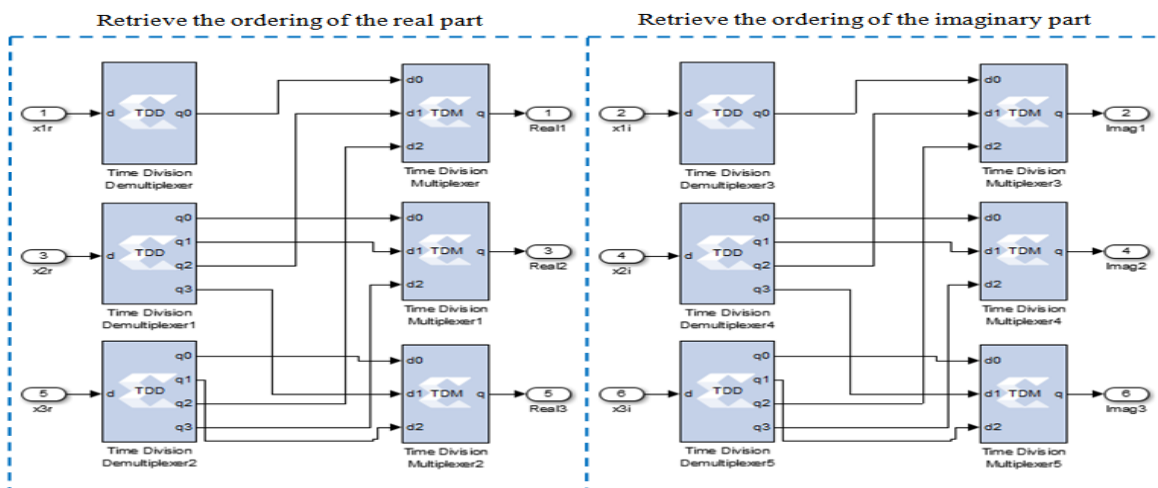 Retrieve the ordering of the real part
Retrieve the ordering of the imaginary part
1
x1r
d TDD q0
Time Division
Demultiplexer
d0
d1 TDM q
d2
Time Division
Multiplexer
1
Real1
3
x2r
d TDD
q0
q1
q2
q3
Time Division
Demultiplexer1
d0
d1 TDM q
d2
Time Division
Multiplexer1
3
Real2
5
x3r
d TDD
q0
q1
q2
q3
Time Division
Demultiplexer2
d0
d1 TDM q
d2
Time Division
Multiplexer2
5
Real3
2
x1i
d TDD q0
Time Division
Demultiplexer3
d0
d1 TDM q
d2
Time Division
Multiplexer3
2
Imag1
4
x2i
d TDD
q0
q1
q2
q3
Time Division
Demultiplexer4
d0
d1 TDM q
d2
Time Division
Multiplexer4
4
Imag2
6
x3i
d TDD
q0
q1
q2
q3
Time Division
Demultiplexer5
d0
d1 TDM q
d2
Time Division
Multiplexer5
6
Imag3